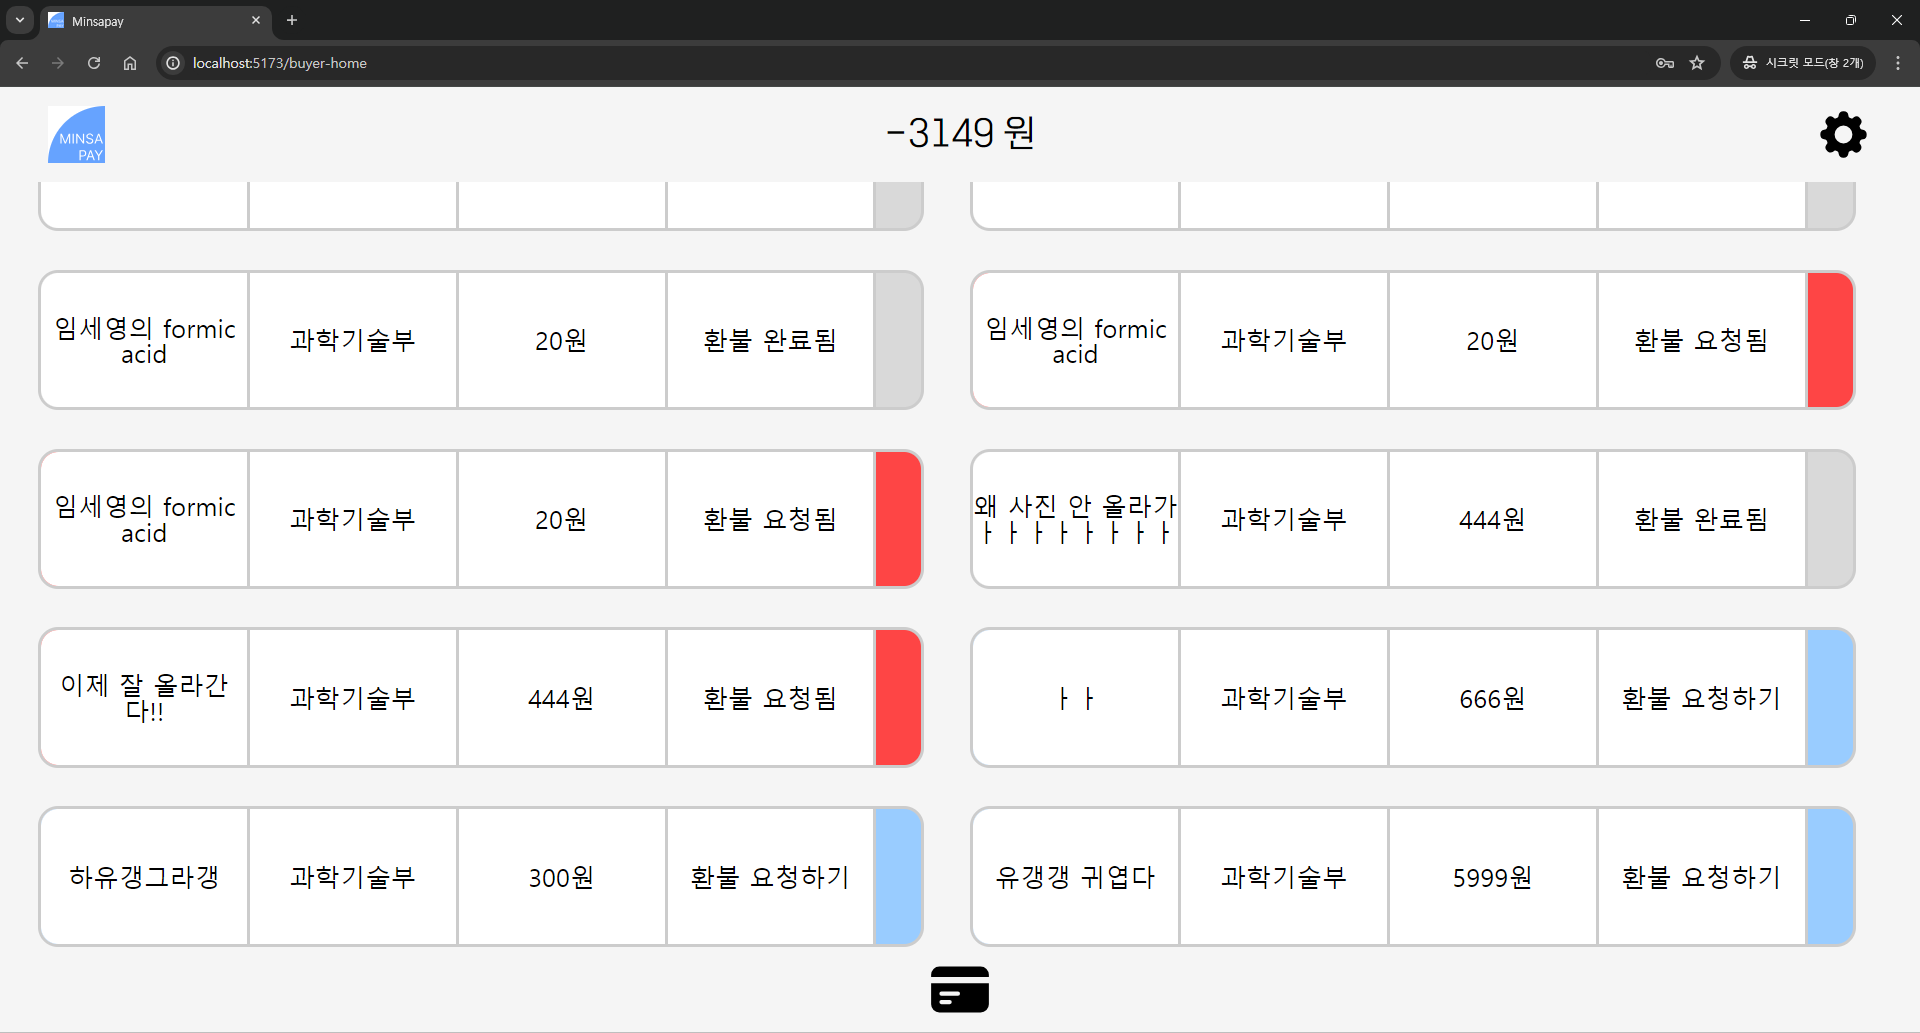 Minsapay
localhost:5173/buyer-home
시크릿 모드(창 2개)
MINSA
PAY
-3149 원
임세영의 formic
acid
과학기술부
20원
환불 완료됨
임세영의 formic
acid
과학기술부
20원
환불 요청됨
임세영의 formic
acid
과학기술부
20원
환불 요청됨
왜 사진 안 올라가
ㅏㅏㅏㅏㅏㅏㅏㅏ
과학기술부
444원
환불 완료됨
이제 잘 올라간
다!!
과학기술부
444원
환불 요청됨
ㅏㅏ
과학기술부
666원
환불 요청하기
하유갱그라갱
과학기술부
300원
환불 요청하기
유갱갱 귀엽다
과학기술부
5999원
환불 요청하기